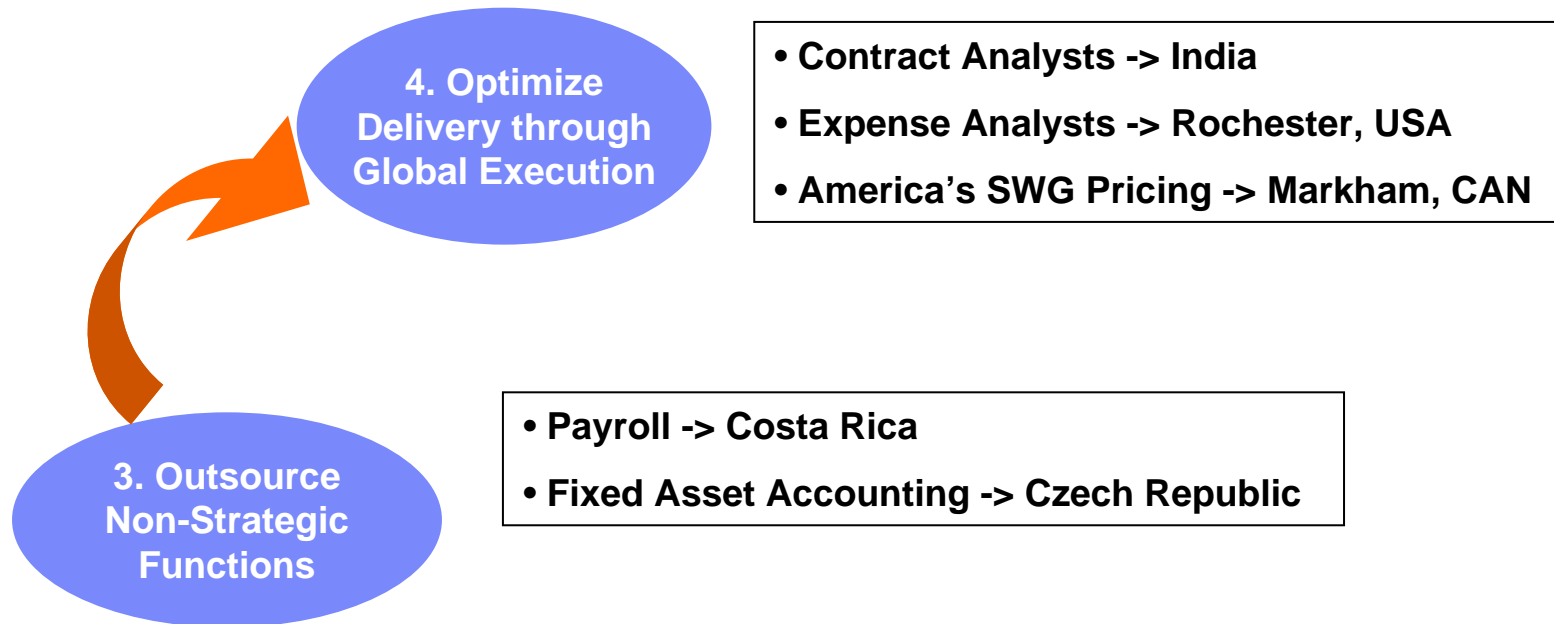 4. Optimize
Delivery through
Global Execution
• Contract Analysts -> India
• Expense Analysts -> Rochester, USA
• America’s SWG Pricing -> Markham, CAN
3. Outsource
Non-Strategic
Functions
• Payroll -> Costa Rica
• Fixed Asset Accounting -> Czech Republic